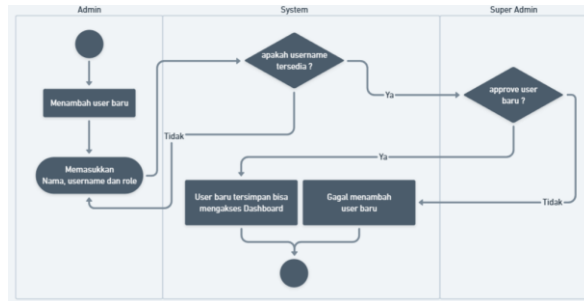 Admin
System
Super Admin
apakah username
tersedia ?
Menambah user baru
Ya
approve user
baru ?
Tidak
Memasukkan
Nama, username dan role
Ya
User baru tersimpan bisa
mengakses Dashboard
Gagal menambah
user baru
Tidak